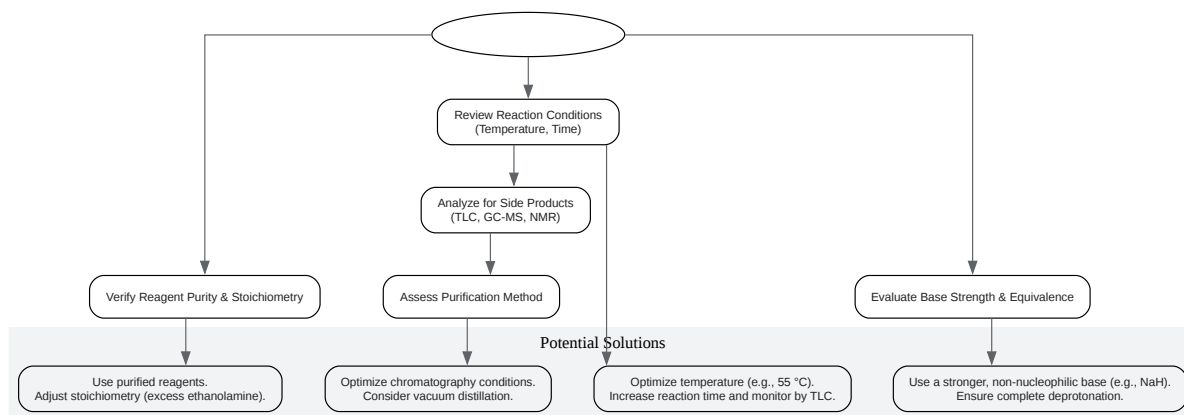 Review Reaction Conditions
(Temperature, Time)
Analyze for Side Products
(TLC, GC-MS, NMR)
Verify Reagent Purity & Stoichiometry
Assess Purification Method
Evaluate Base Strength & Equivalence
Potential Solutions
Use purified reagents.
Adjust stoichiometry (excess ethanolamine).
Optimize chromatography conditions.
Consider vacuum distillation.
Optimize temperature (e.g., 55 °C).
Increase reaction time and monitor by TLC.
Use a stronger, non-nucleophilic base (e.g., NaH).
Ensure complete deprotonation.